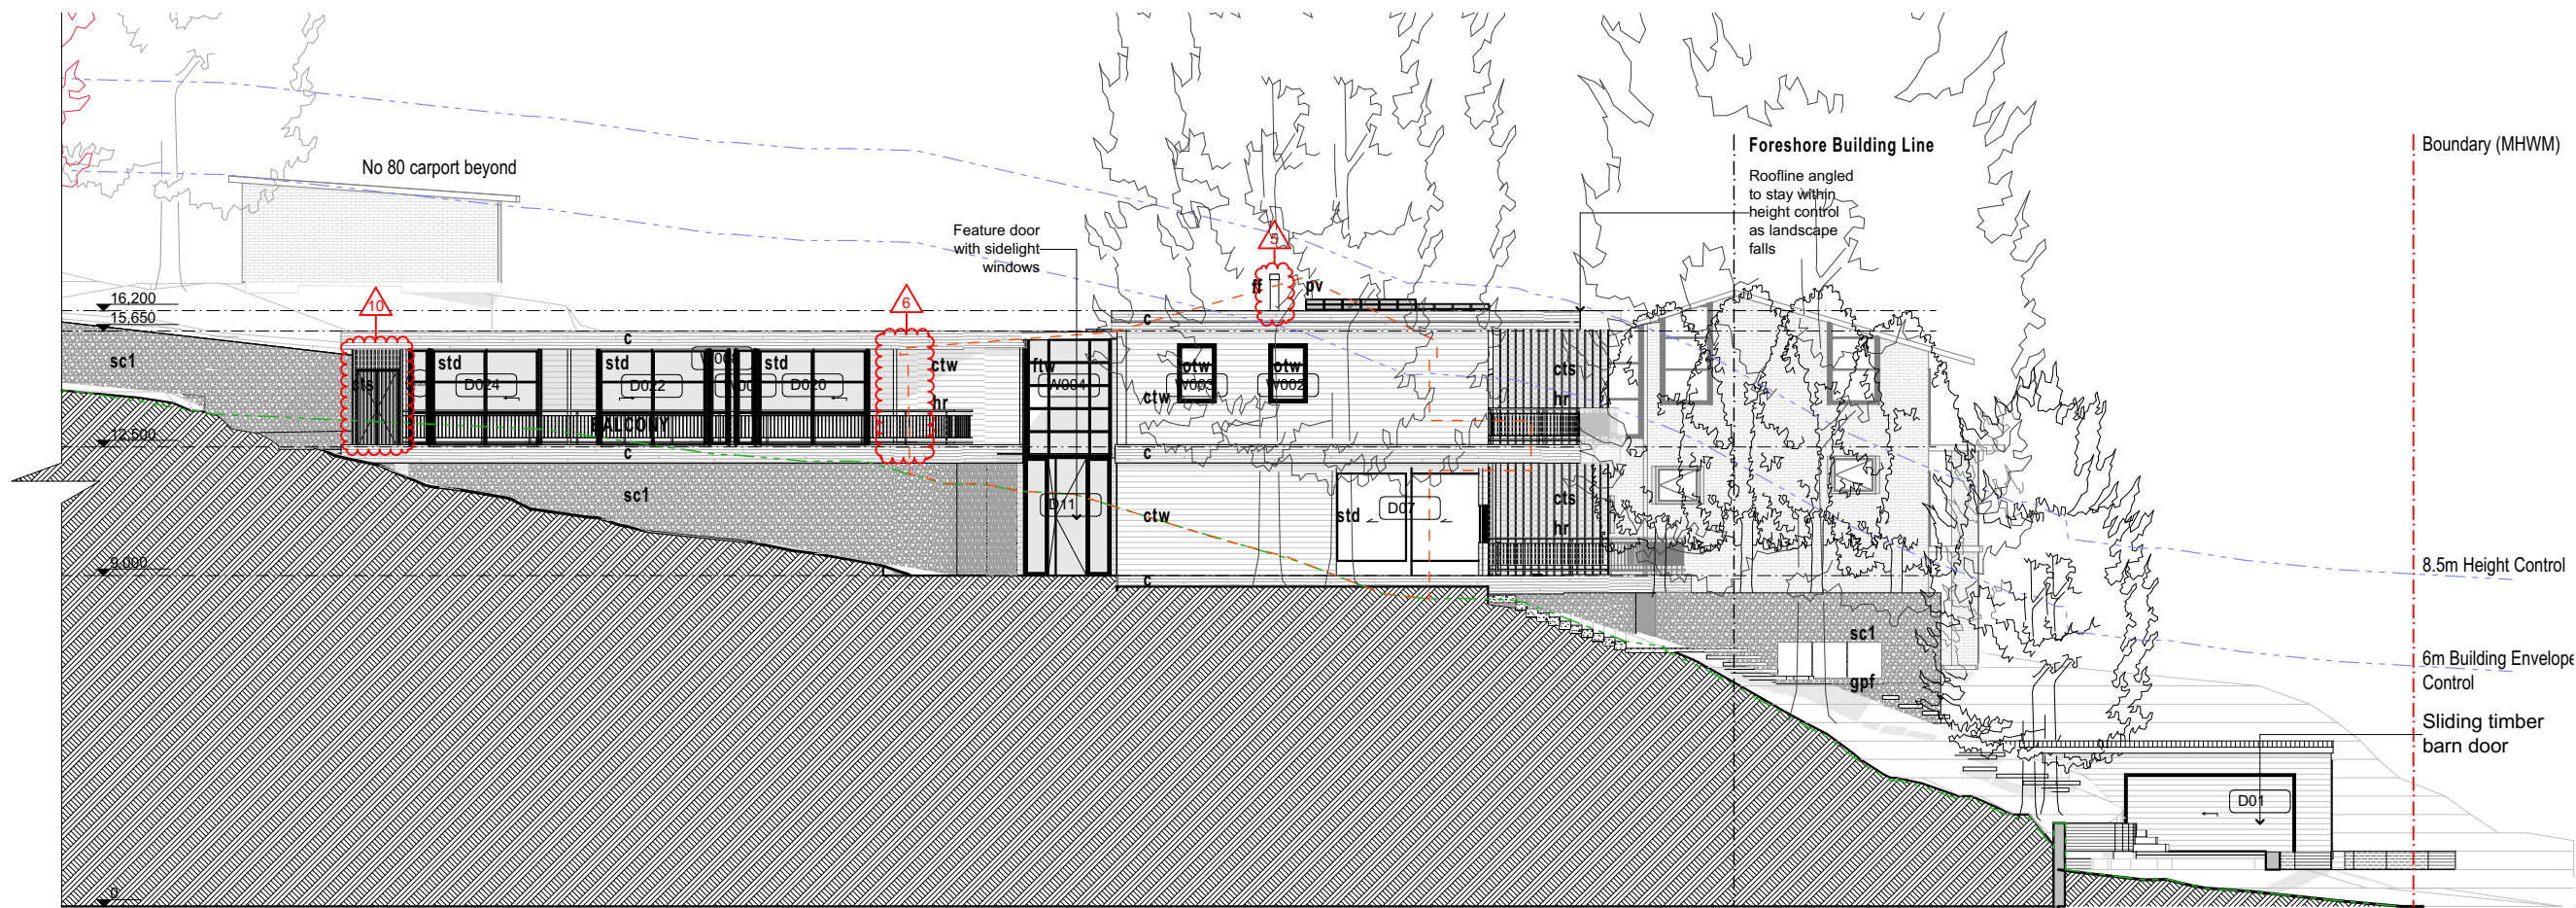 Foreshore Building Line
Boundary (MHWM)
No 80 carport beyond
Roofline angled
to stay within
height control
as landscape
falls
Feature door
with sidelight
windows
5
ff
pv
16,200
10
6
15,650
c
c
sc1
std
std
W008
std
ctw
ftw
otw
otw
cts
cts
D024
D022
D020
W004
W003
W002
hr
ctw
hr
BALCONY
12,500
c
c
sc1
D11
ctw
std
D07
cts
hr
9,000
c
8.5m Height Control
sc1
6m Building Envelope
Control
gpf
Sliding timber
barn door
D01
0